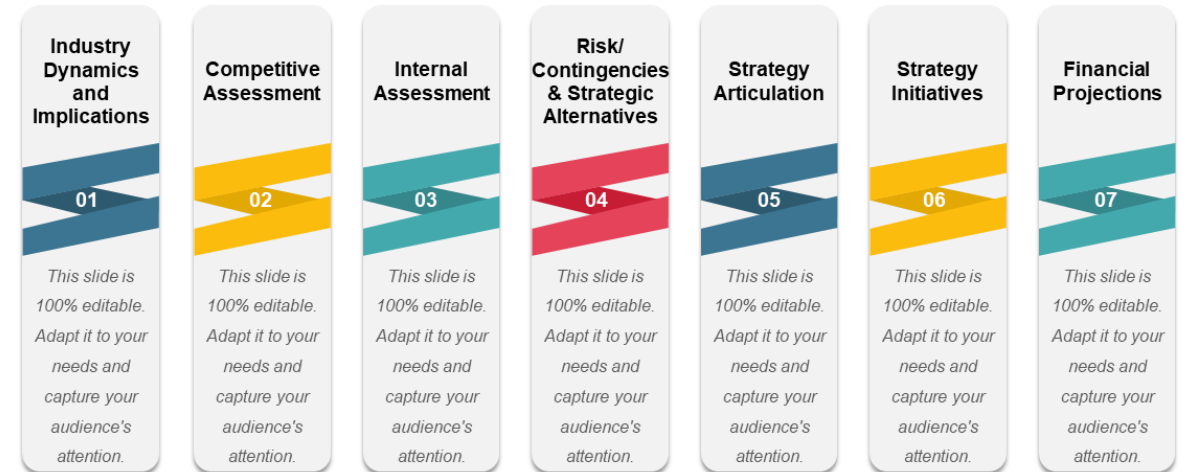 Industry
Dynamics
and
Implications
01
This slide is
100% editable.
Adapt it to your
needs and
capture your
audience's
attention.
Competitive
Assessment
02
This slide is
100% editable.
Adapt it to your
needs and
capture your
audience's
attention.
Internal
Assessment
03
This slide is
100% editable.
Adapt it to your
needs and
capture your
audience's
attention.
Risk/
Contingencies
& Strategic
Alternatives
04
This slide is
100% editable.
Adapt it to your
needs and
capture your
audience's
attention.
Strategy
Articulation
05
This slide is
100% editable.
Adapt it to your
needs and
capture your
audience's
attention.
Strategy
Initiatives
06
This slide is
100% editable.
Adapt it to your
needs and
capture your
audience's
attention.
Financial
Projections
07
This slide is
100% editable.
Adapt it to your
needs and
capture your
audience's
attention.